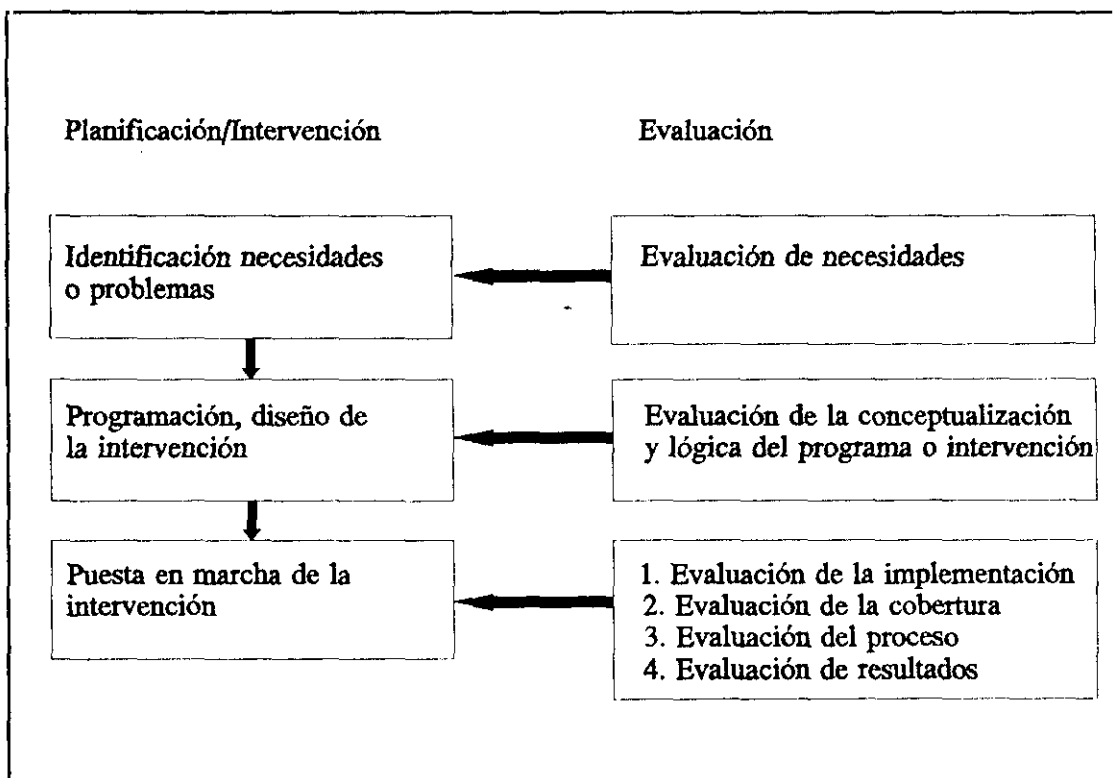 Planificación/Intervención
Evaluación
Identificación necesidades
o problemas
Evaluación de necesidades
Programación, diseño de
la intervención
Evaluación de la conceptualización
y lógica del programa o intervención
Puesta en marcha de la
intervención
1. Evaluación de la implementación
2. Evaluación de la cobertura
3. Evaluación del proceso
4. Evaluación de resultados